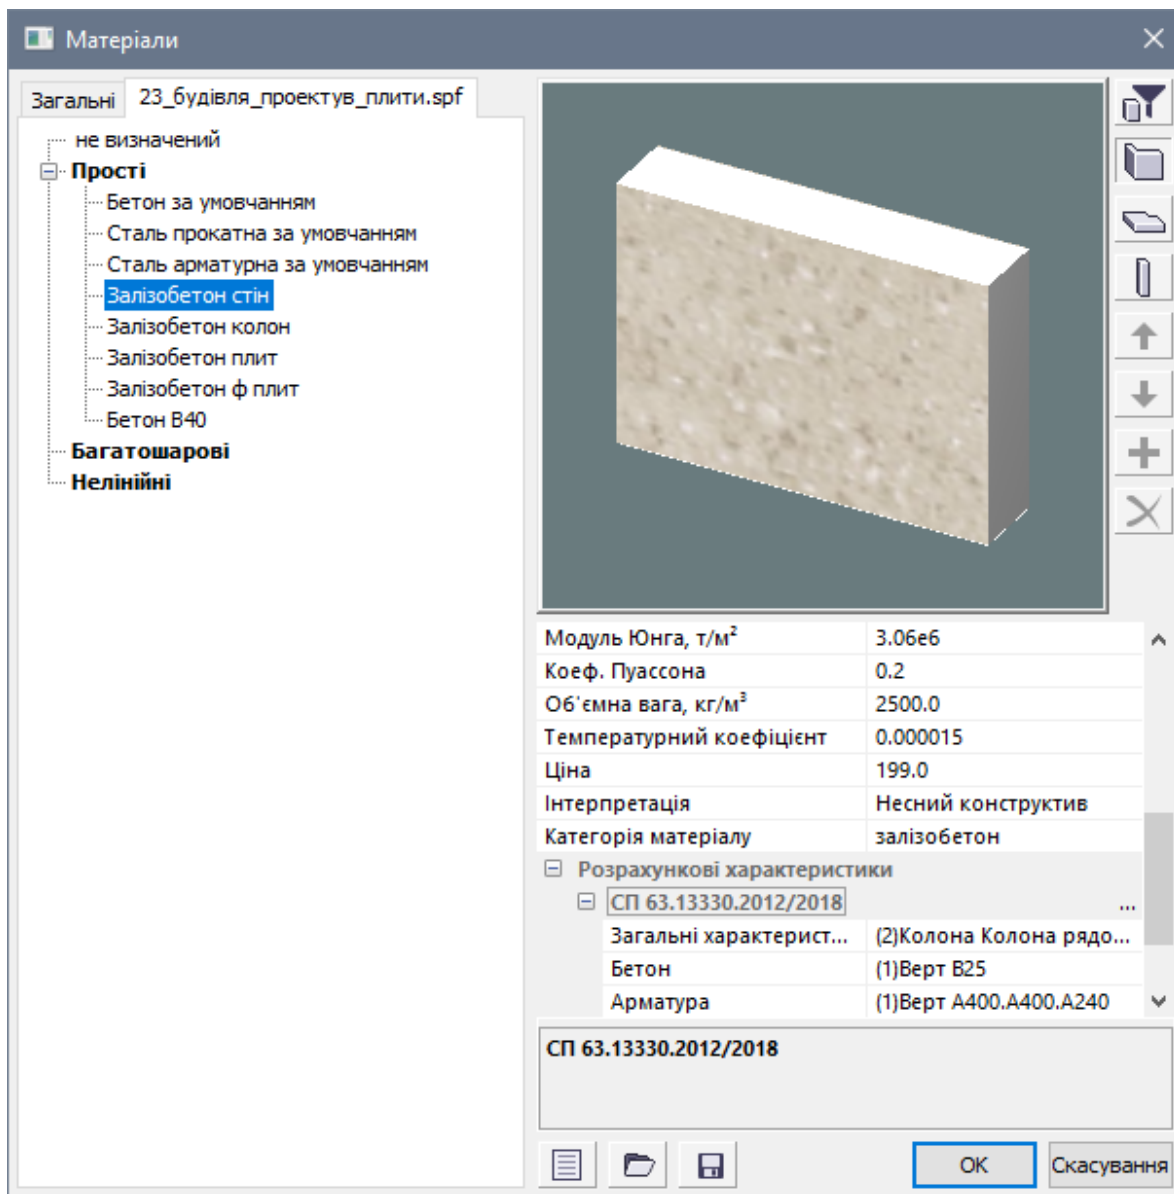 Матеріали
Загальні
23_будівля_проектув_плити.spf
не визначений
Прості
Бетон за умовчанням
Сталь прокатна за умовчанням
Сталь арматурна за умовчанням
Залізобетон стін
Залізобетон колон
Залізобетон плит
Залізобетон ф плит
Бетон В40
Багатошарові
Нелінійні
Модуль Юнга, т/м² 3.06e6
Коеф. Пуассона 0.2
Об'ємна вага, кг/м³ 2500.0
Температурний коефіцієнт 0.000015
Ціна 199.0
Інтерпретація Несний конструктив
Категорія матеріалу залізобетон
Розрахункові характеристики
СП 63.13330.2012/2018 ...
Загальні характерист... (2)Колона Колона рядо...
Бетон (1)Верт В25
Арматура (1)Верт А400.А400.А240
СП 63.13330.2012/2018
OK Скасування